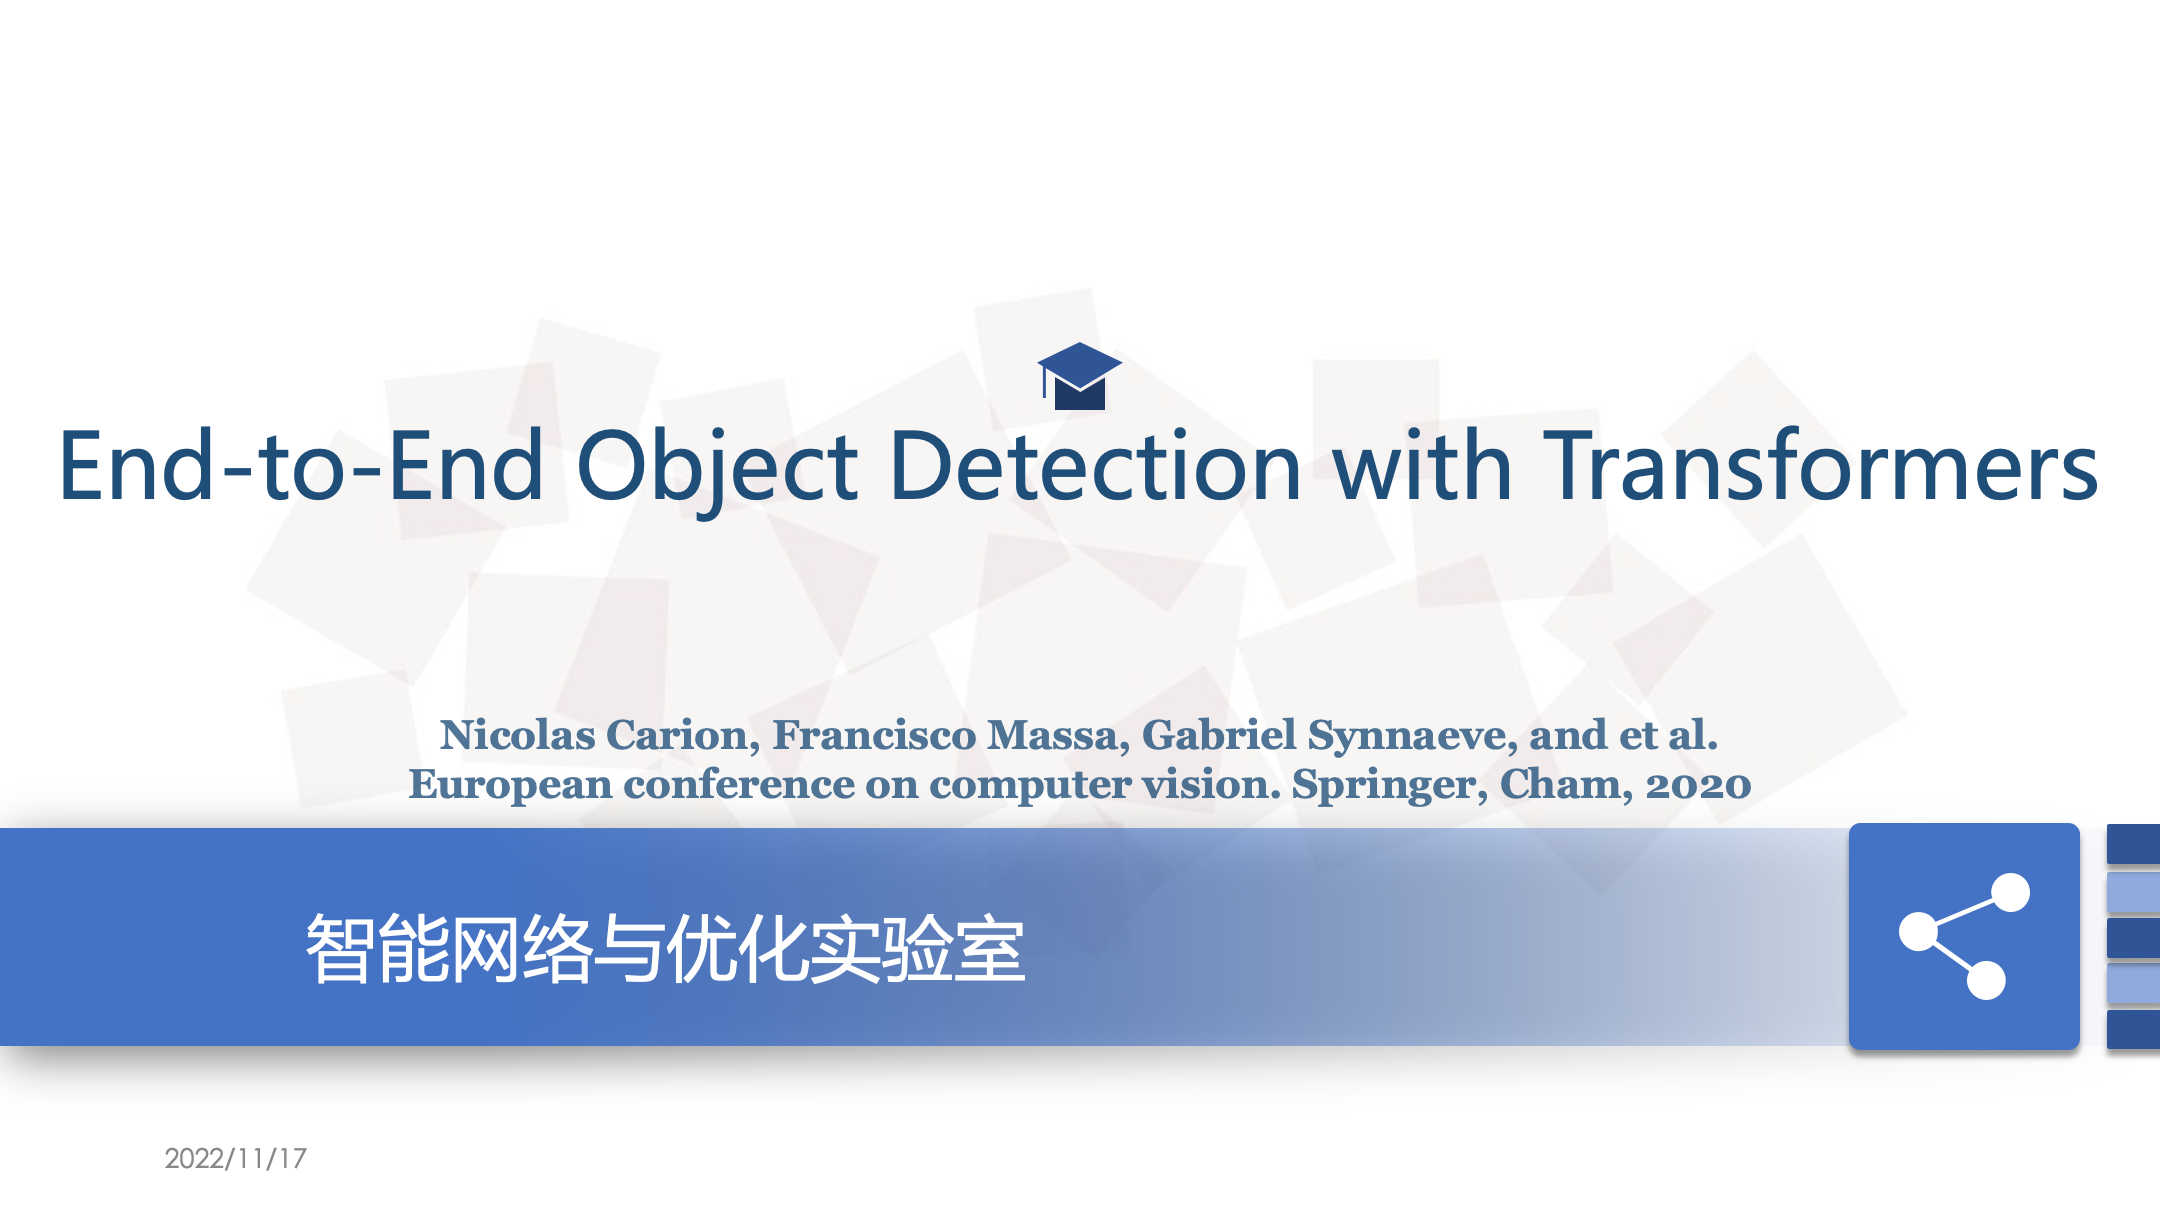 End-to-End Object Detection with Transformers
Nicolas Carion, Francisco Massa, Gabriel Synnaeve, and et al.
European conference on computer vision. Springer, Cham, 2020
智能网络与优化实验室
2022/11/17